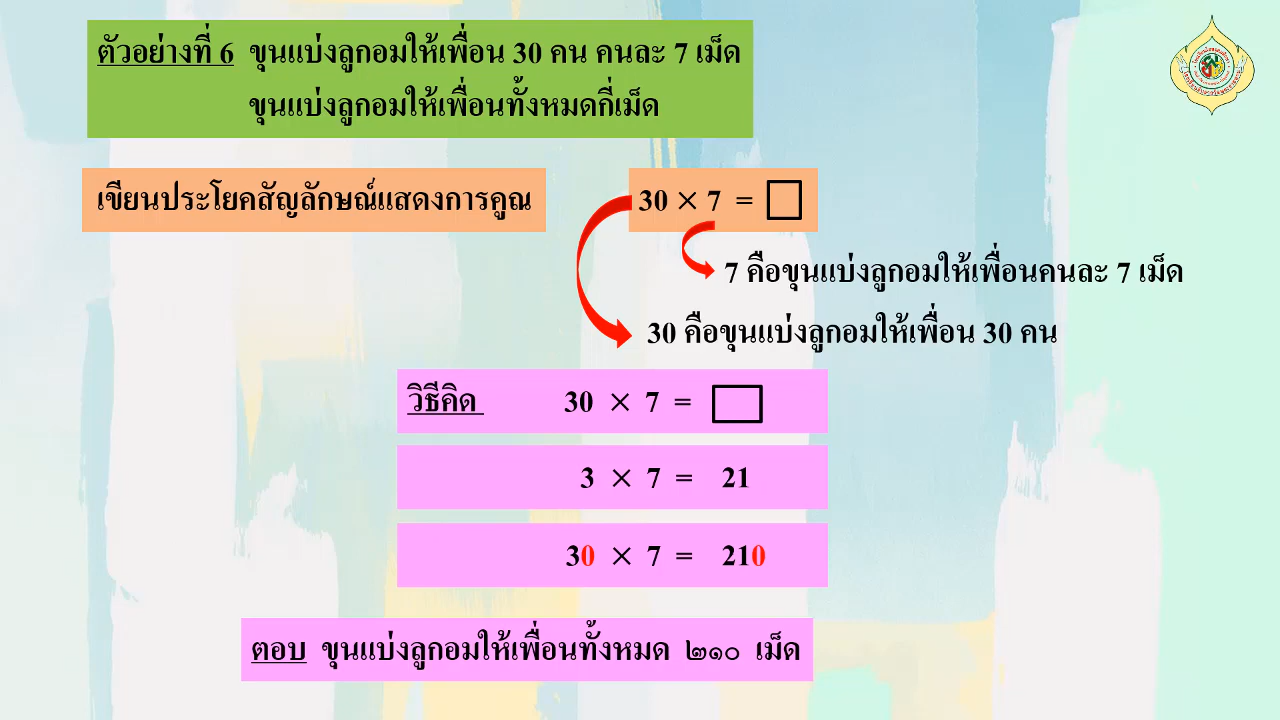 ตัวอย่างที่ 6 ขุนแบ่งลูกอมให้เพื่อน 30 คน คนละ 7 เม็ด
ขุนแบ่งลูกอมให้เพื่อนทั้งหมดกี่เม็ด
เขียนประโยคสัญลักษณ์แสดงการคูณ 30 × 7 = □
7 คือขุนแบ่งลูกอมให้เพื่อนคนละ 7 เม็ด
30 คือขุนแบ่งลูกอมให้เพื่อน 30 คน
วิธีคิด 30 × 7 = □
3 × 7 = 21
30 × 7 = 210
ตอบ ขุนแบ่งลูกอมให้เพื่อนทั้งหมด ๒๑๐ เม็ด